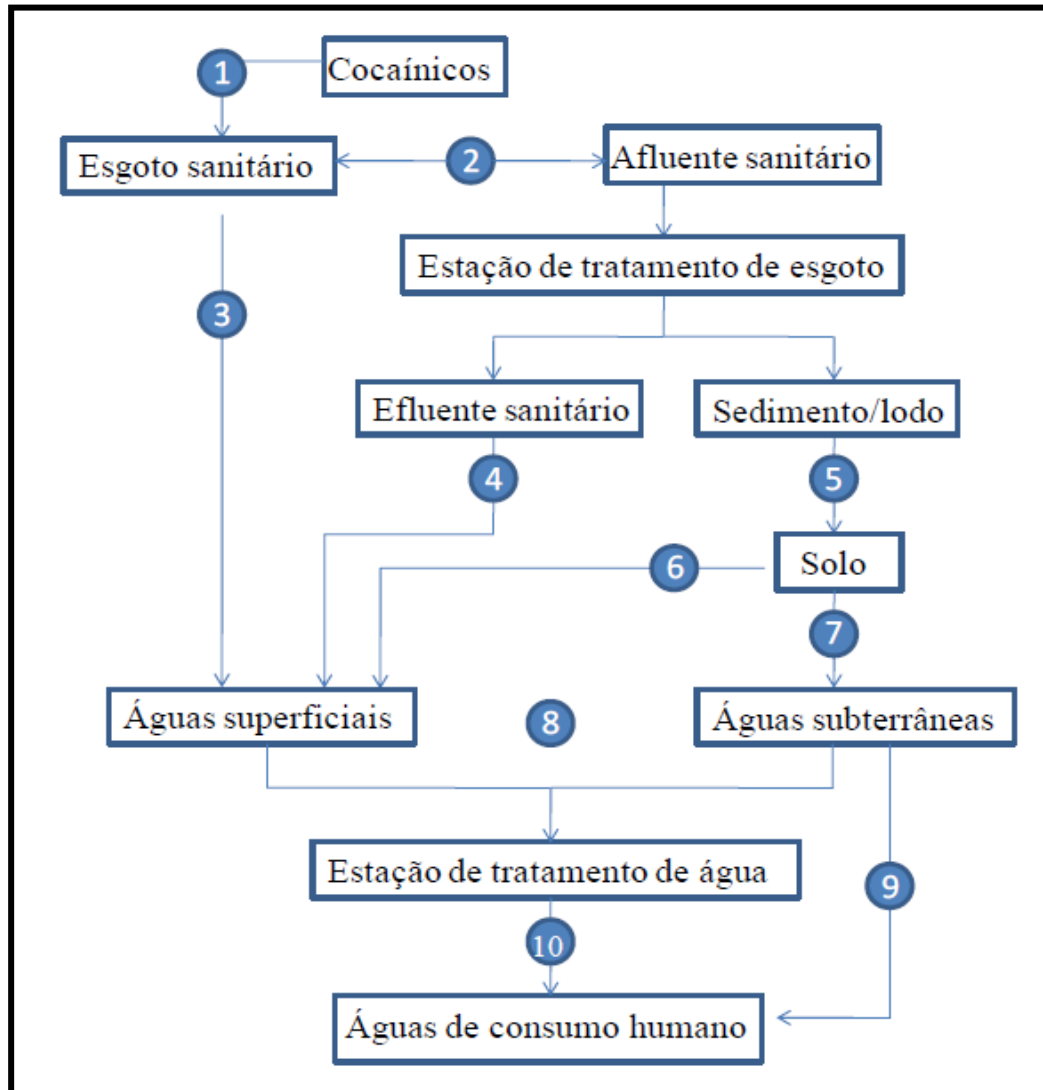 1
Cocaínicos
Esgoto sanitário
2
Afluente sanitário
Estação de tratamento de esgoto
3
Efluente sanitário
Sedimento/lodo
4
5
6
Solo
7
Águas superficiais
8
Águas subterrâneas
Estação de tratamento de água
9
10
Águas de consumo humano